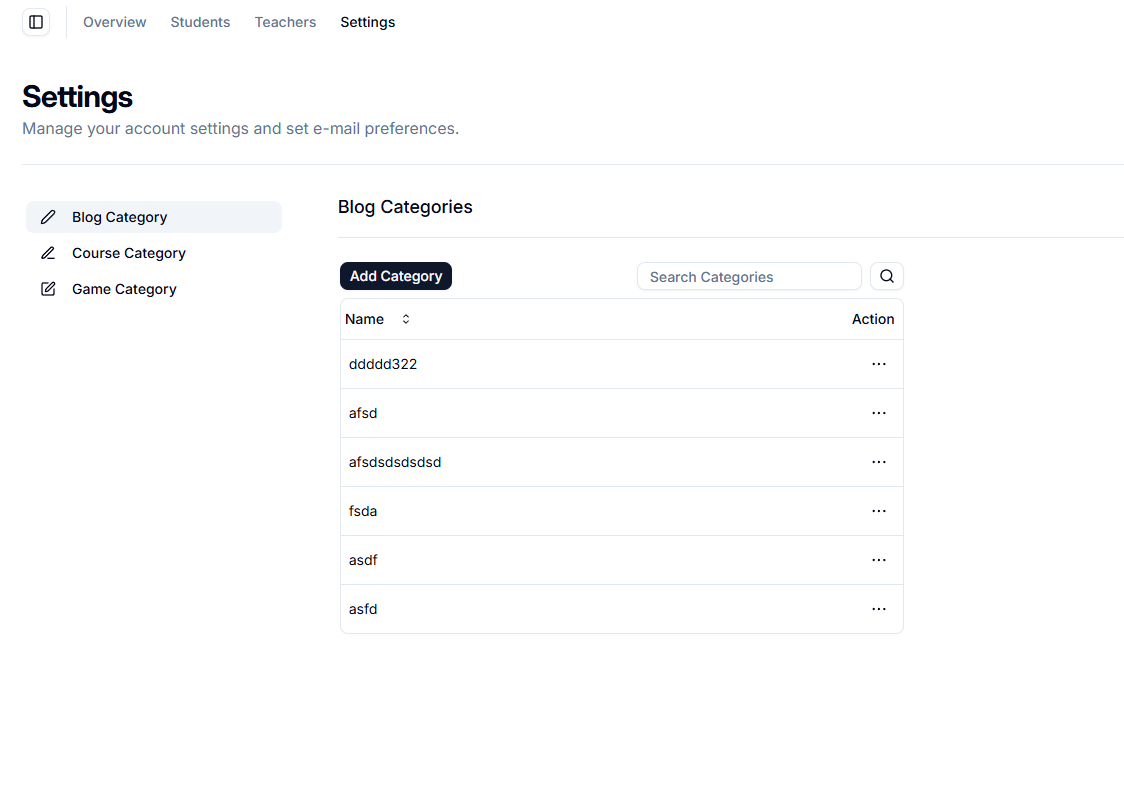 Overview Students Teachers Settings
Settings
Manage your account settings and set e-mail preferences.
Blog Category
Course Category
Game Category
Blog Categories
Add Category
Search Categories
Name Action
ddddd322
afsd
afsdsdsdsdsd
fsda
asdf
asfd